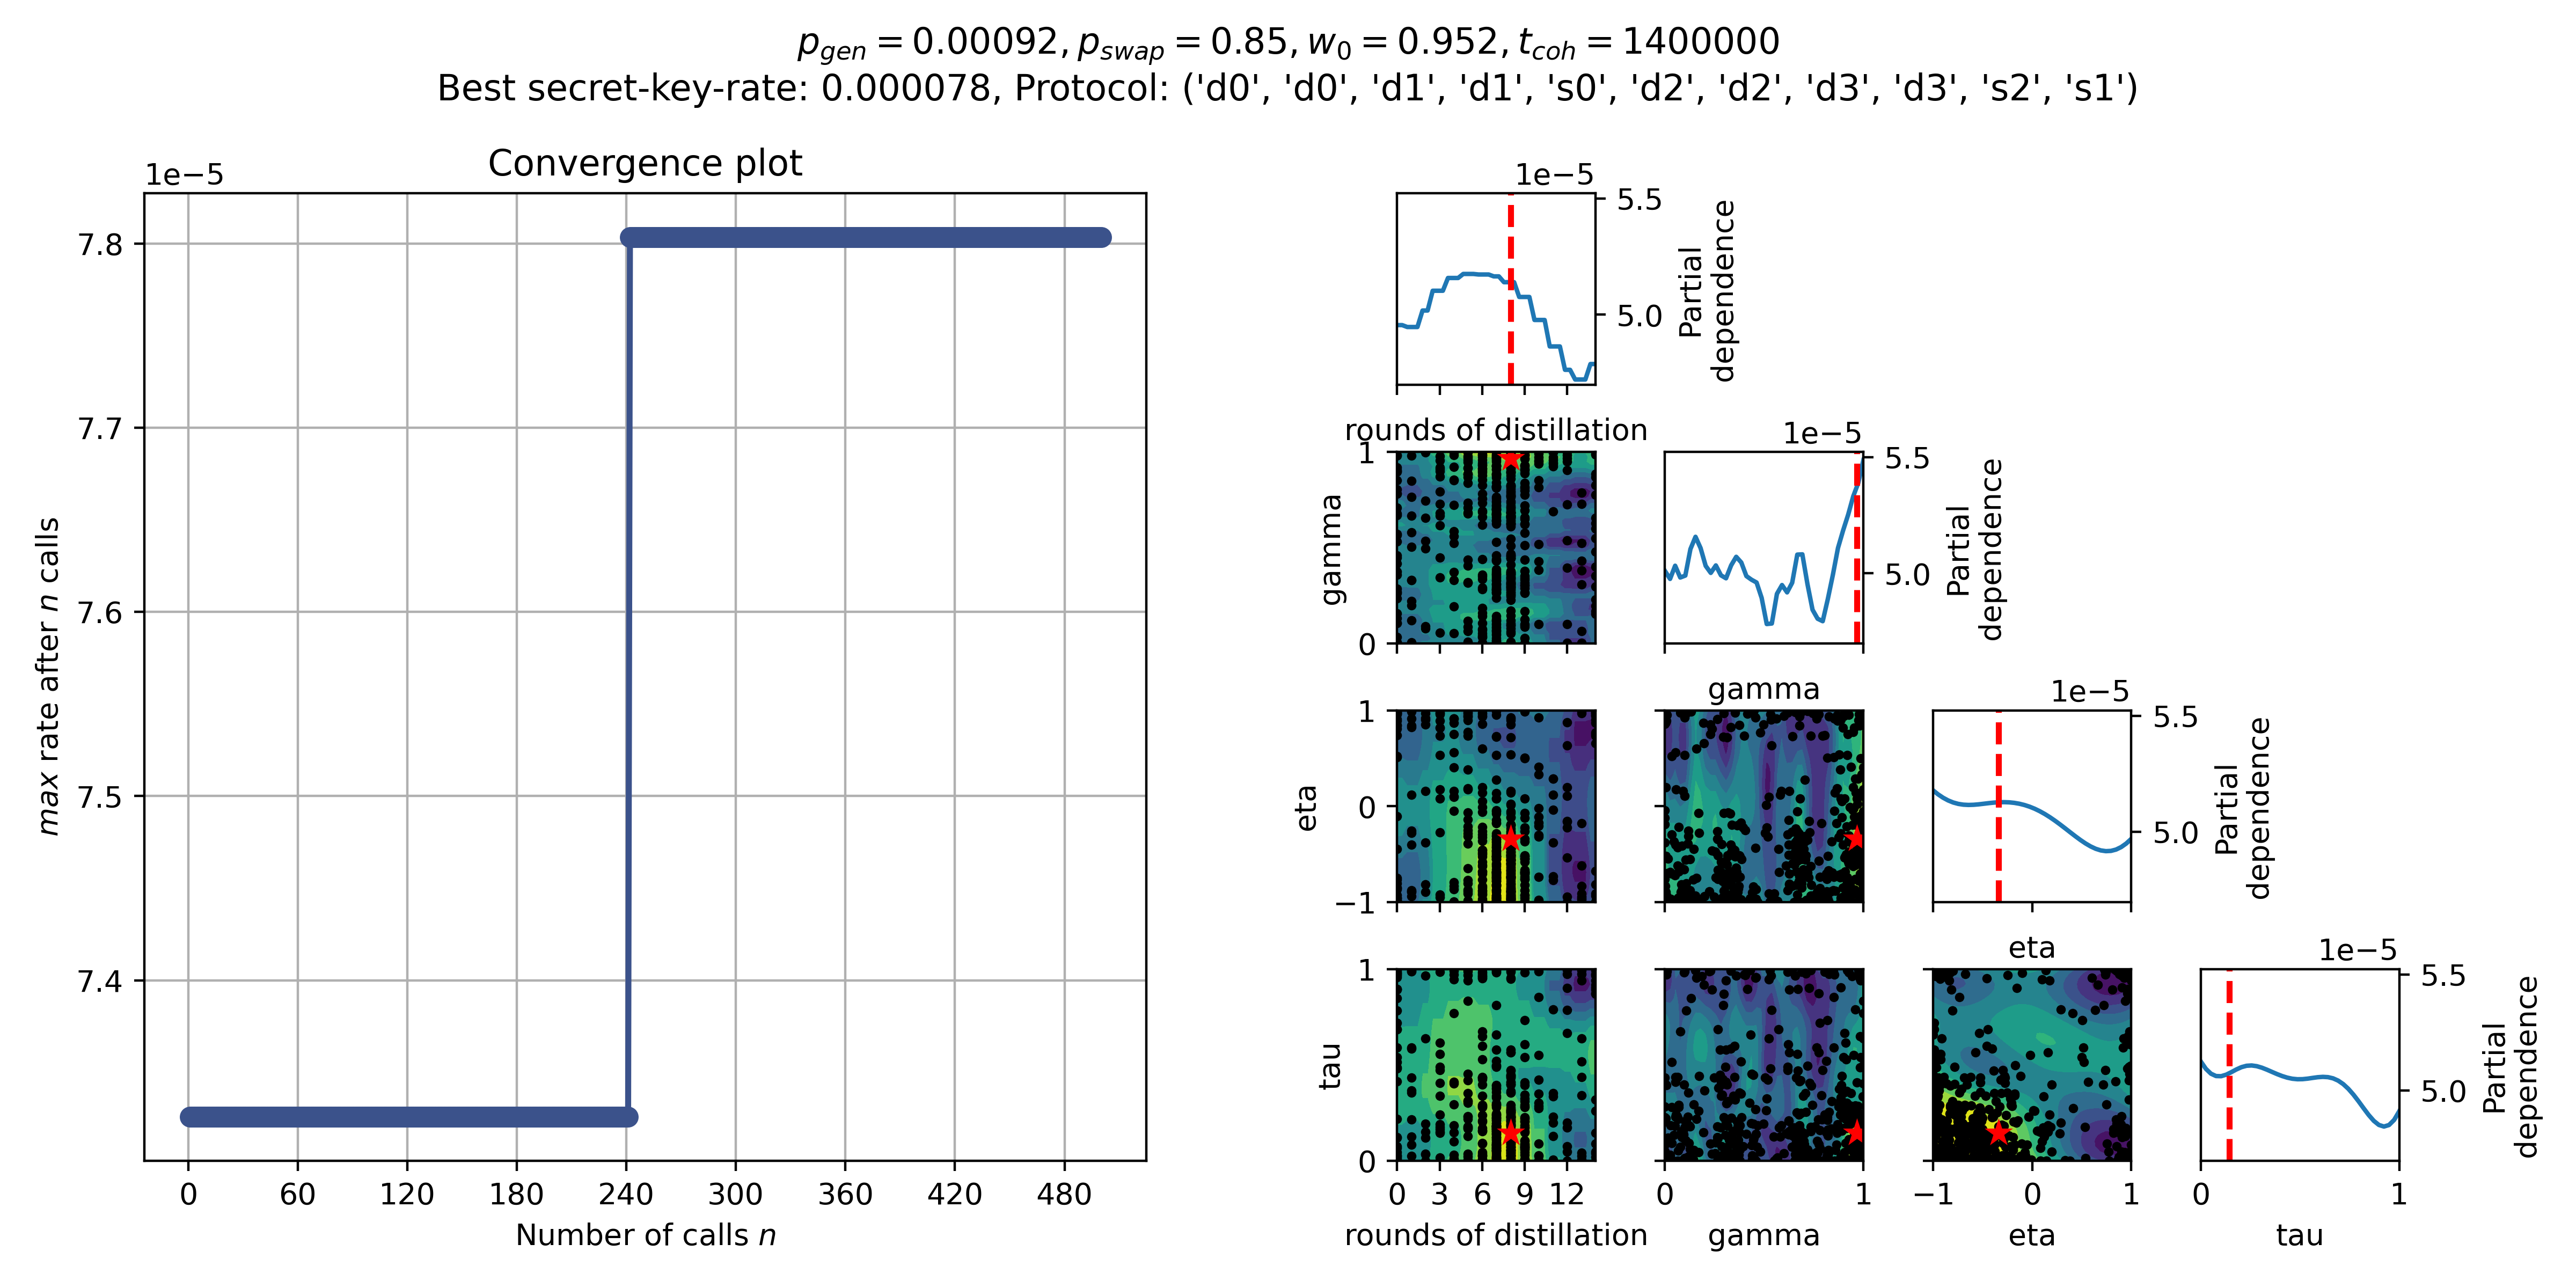 p_gen = 0.00092, p_swap = 0.85, w_0 = 0.952, t_coh = 1400000
Best secret-key-rate: 0.000078, Protocol: ('d0', 'd0', 'd1', 'd1', 's0', 'd2', 'd2', 'd3', 'd3', 's2', 's1')
Convergence plot
1e−5
7.8
7.7
7.6
7.5
7.4
max rate after n calls
0 60 120 180 240 300 360 420 480
Number of calls n
1e−5
5.5
5.0
Partial
dependence
rounds of distillation
1
0
gamma
1e−5
5.5
5.0
Partial
dependence
gamma
1
0
−1
eta
1e−5
5.5
5.0
Partial
dependence
eta
1
0
tau
1e−5
5.5
5.0
Partial
dependence
0 3 6 9 12
rounds of distillation
0 1
gamma
−1 0 1
eta
0 1
tau